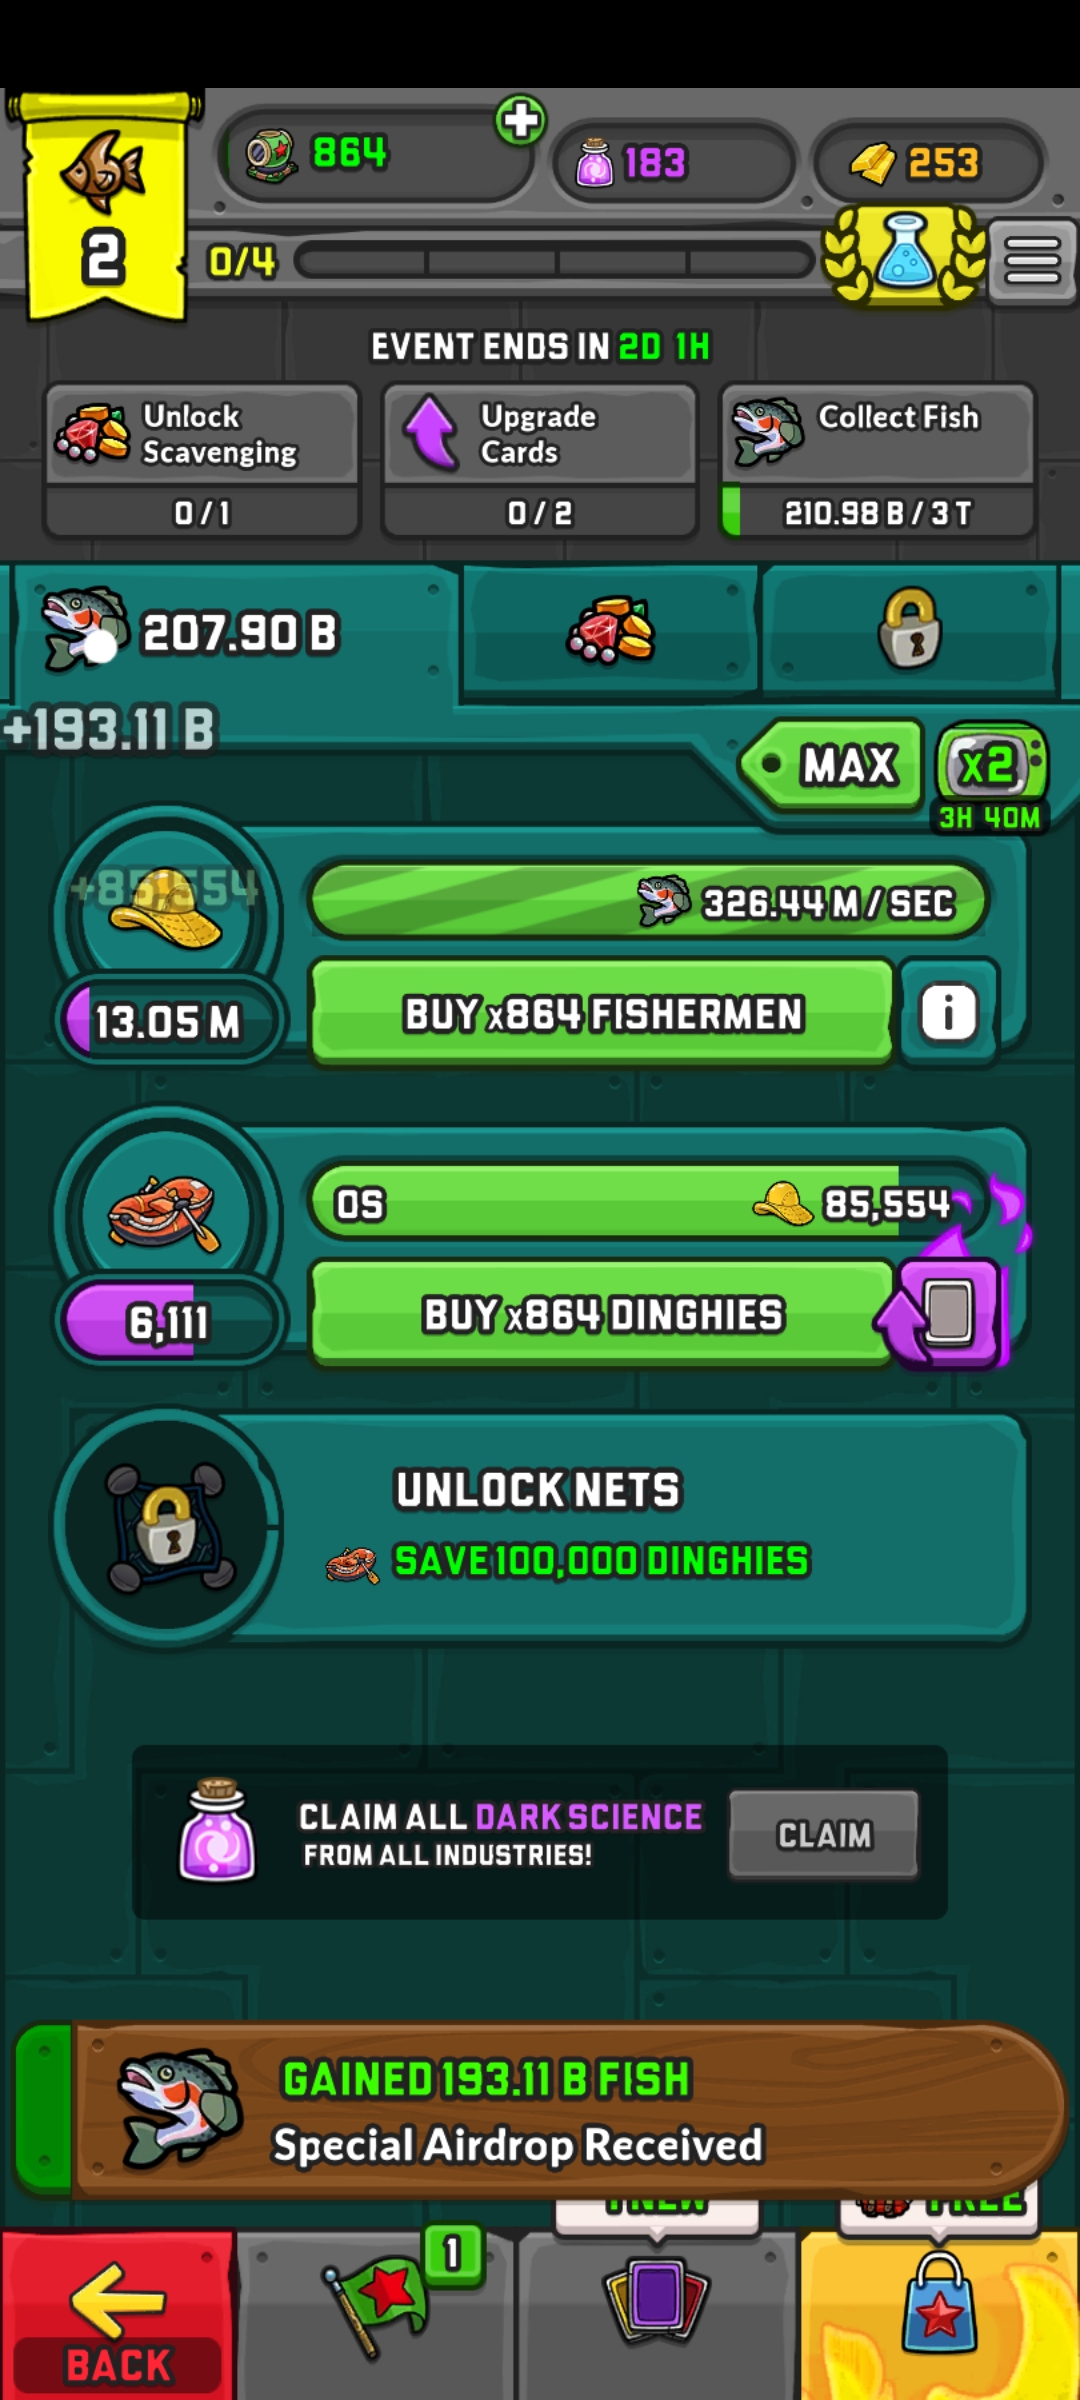 864
183
253
2
0/4
EVENT ENDS IN 2D 1H
Unlock
Scavenging
0/1
Upgrade
Cards
0/2
Collect Fish
210.98 B/3 T
207.90 B
+193.11 B
MAX
x2
3H 40M
+85,554
326.44 M/SEC
13.05 M
BUY x864 FISHERMEN
i
0S
85,554
6,111
BUY x864 DINGHIES
UNLOCK NETS
SAVE 100,000 DINGHIES
CLAIM ALL DARK SCIENCE
FROM ALL INDUSTRIES!
CLAIM
GAINED 193.11 B FISH
Special Airdrop Received
1 NEW
FREE
1
BACK